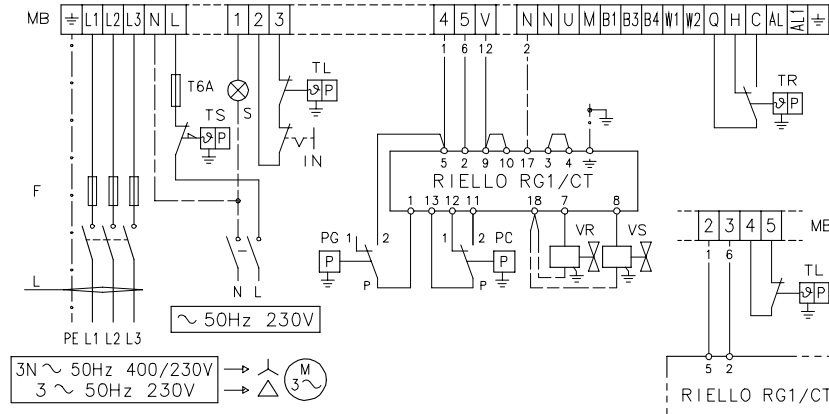 MB ⏚ L1 L2 L3 N L 1 2 3 4 5 V N N U M B1 B3 B4 W1 W2 Q H C AL AL1 ⏚
1 6 12 2
T6A
TL
ϑ P
S
TS
ϑ P
IN
TR
ϑ P
5 2 9 10 17 3 4 ⏚
RIELLO RG1/CT
1 13 12 11 18 7 8
F
PG 1 2
P
P
1 2 PC
P
P
VR VS
L
N L
∼ 50Hz 230V
PE L1 L2 L3
3N ∼ 50Hz 400/230V
3 ∼ 50Hz 230V
M
3∼
2 3 4 5 MB
1 6
TL
ϑ P
5 2
RIELLO RG1/CT